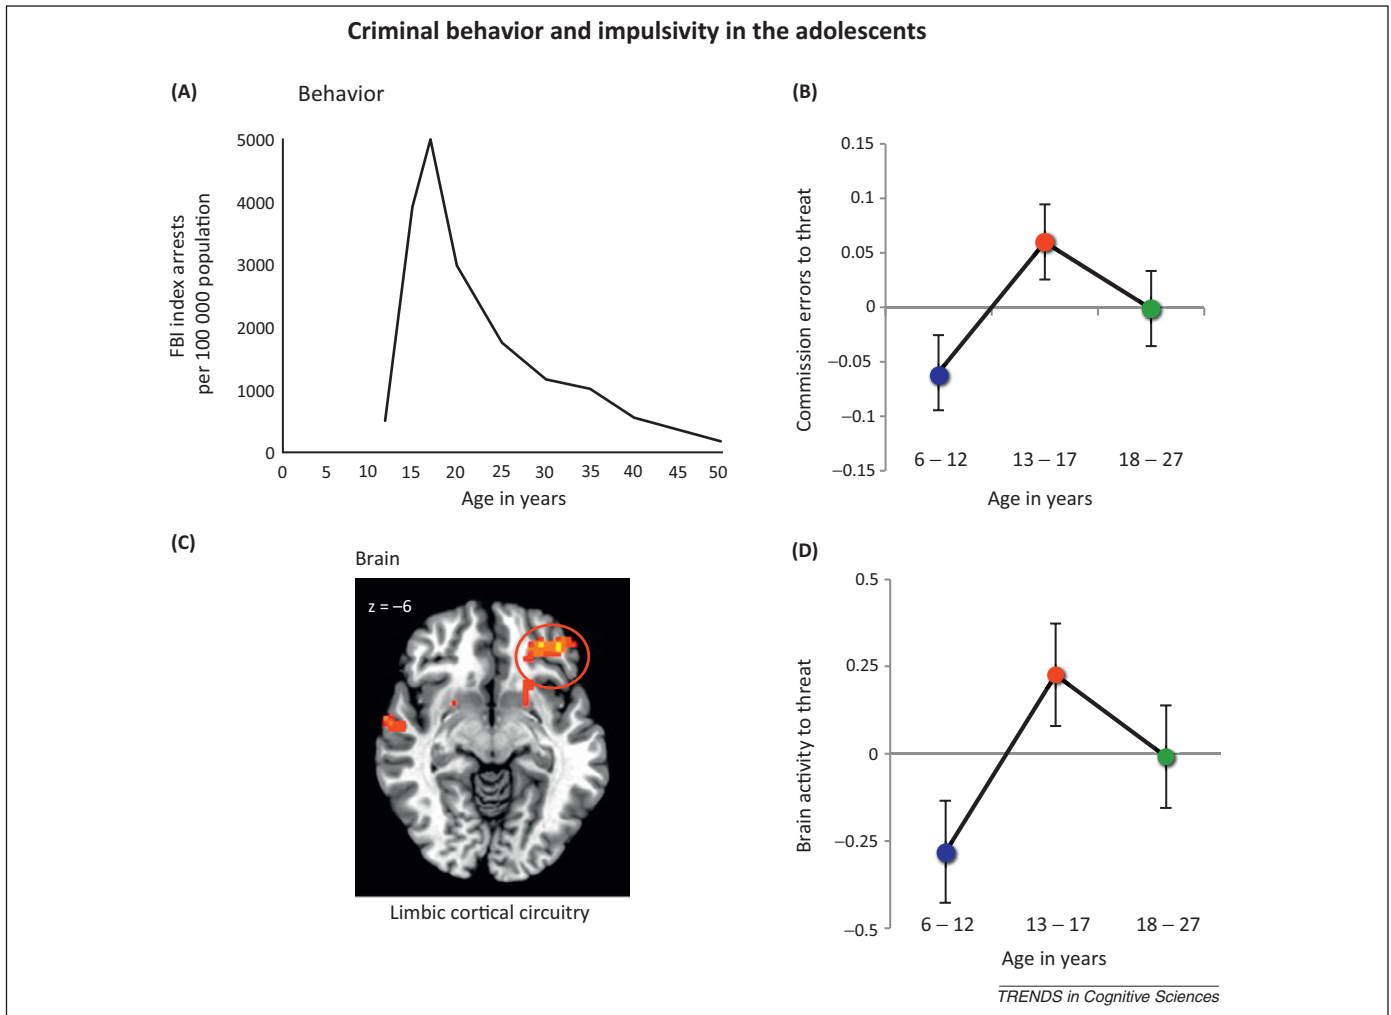 Criminal behavior and impulsivity in the adolescents
(A)
Behavior
FBI index arrests
per 100 000 population
5000
4000
3000
2000
1000
0
0 5 10 15 20 25 30 35 40 45 50
Age in years
(B)
Commission errors to threat
0.15
0.1
0.05
0
−0.05
−0.1
−0.15
6 – 12 13 – 17 18 – 27
Age in years
(C)
Brain
z = –6
Limbic cortical circuitry
(D)
Brain activity to threat
0.5
0.25
0
−0.25
−0.5
6 – 12 13 – 17 18 – 27
Age in years
TRENDS in Cognitive Sciences